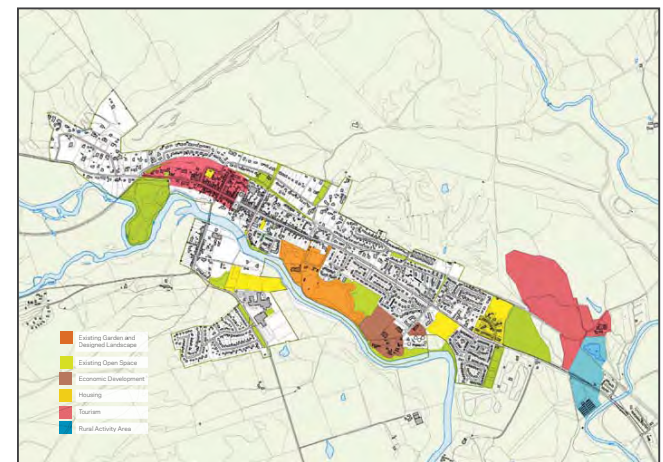 Existing Garden and
Designed Landscape
Existing Open Space
Economic Development
Housing
Tourism
Rural Activity Area